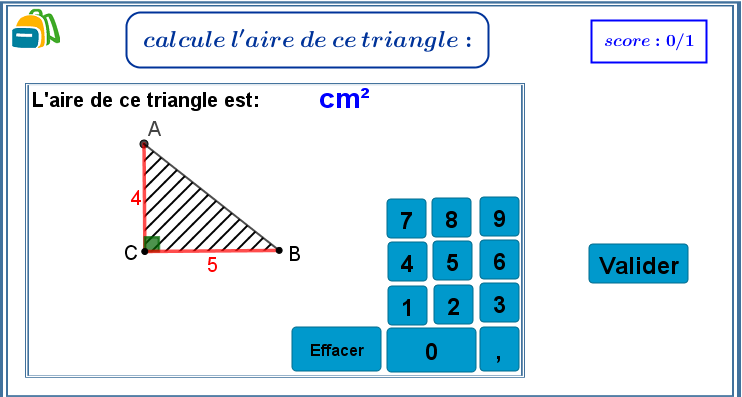 calcule l'aire de ce triangle :
score : 0/1
L'aire de ce triangle est: cm²
A
4
C
B
5
7 8 9
4 5 6
1 2 3
Effacer 0 ,
Valider